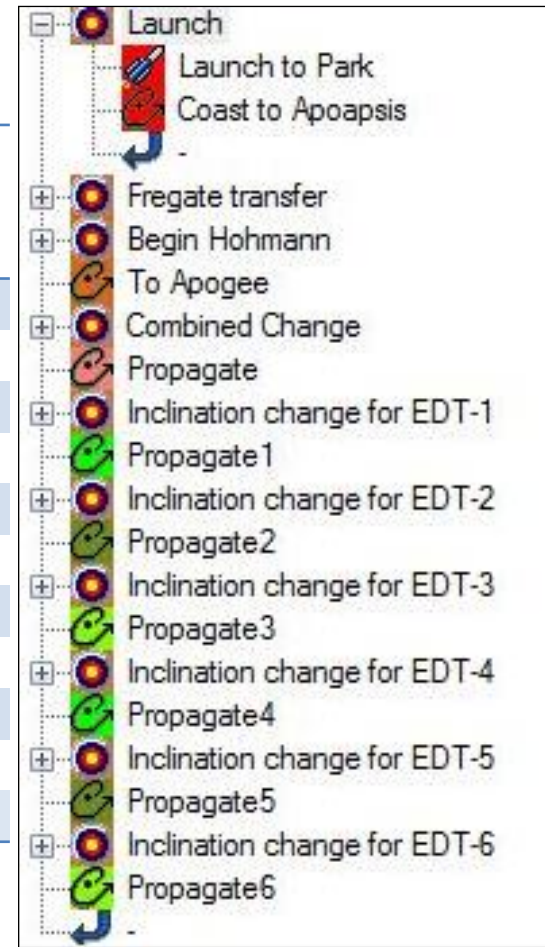 Launch
Launch to Park
Coast to Apoapsis
-
Fregate transfer
Begin Hohmann
To Apogee
Combined Change
Propagate
Inclination change for EDT-1
Propagate1
Inclination change for EDT-2
Propagate2
Inclination change for EDT-3
Propagate3
Inclination change for EDT-4
Propagate4
Inclination change for EDT-5
Propagate5
Inclination change for EDT-6
Propagate6
-